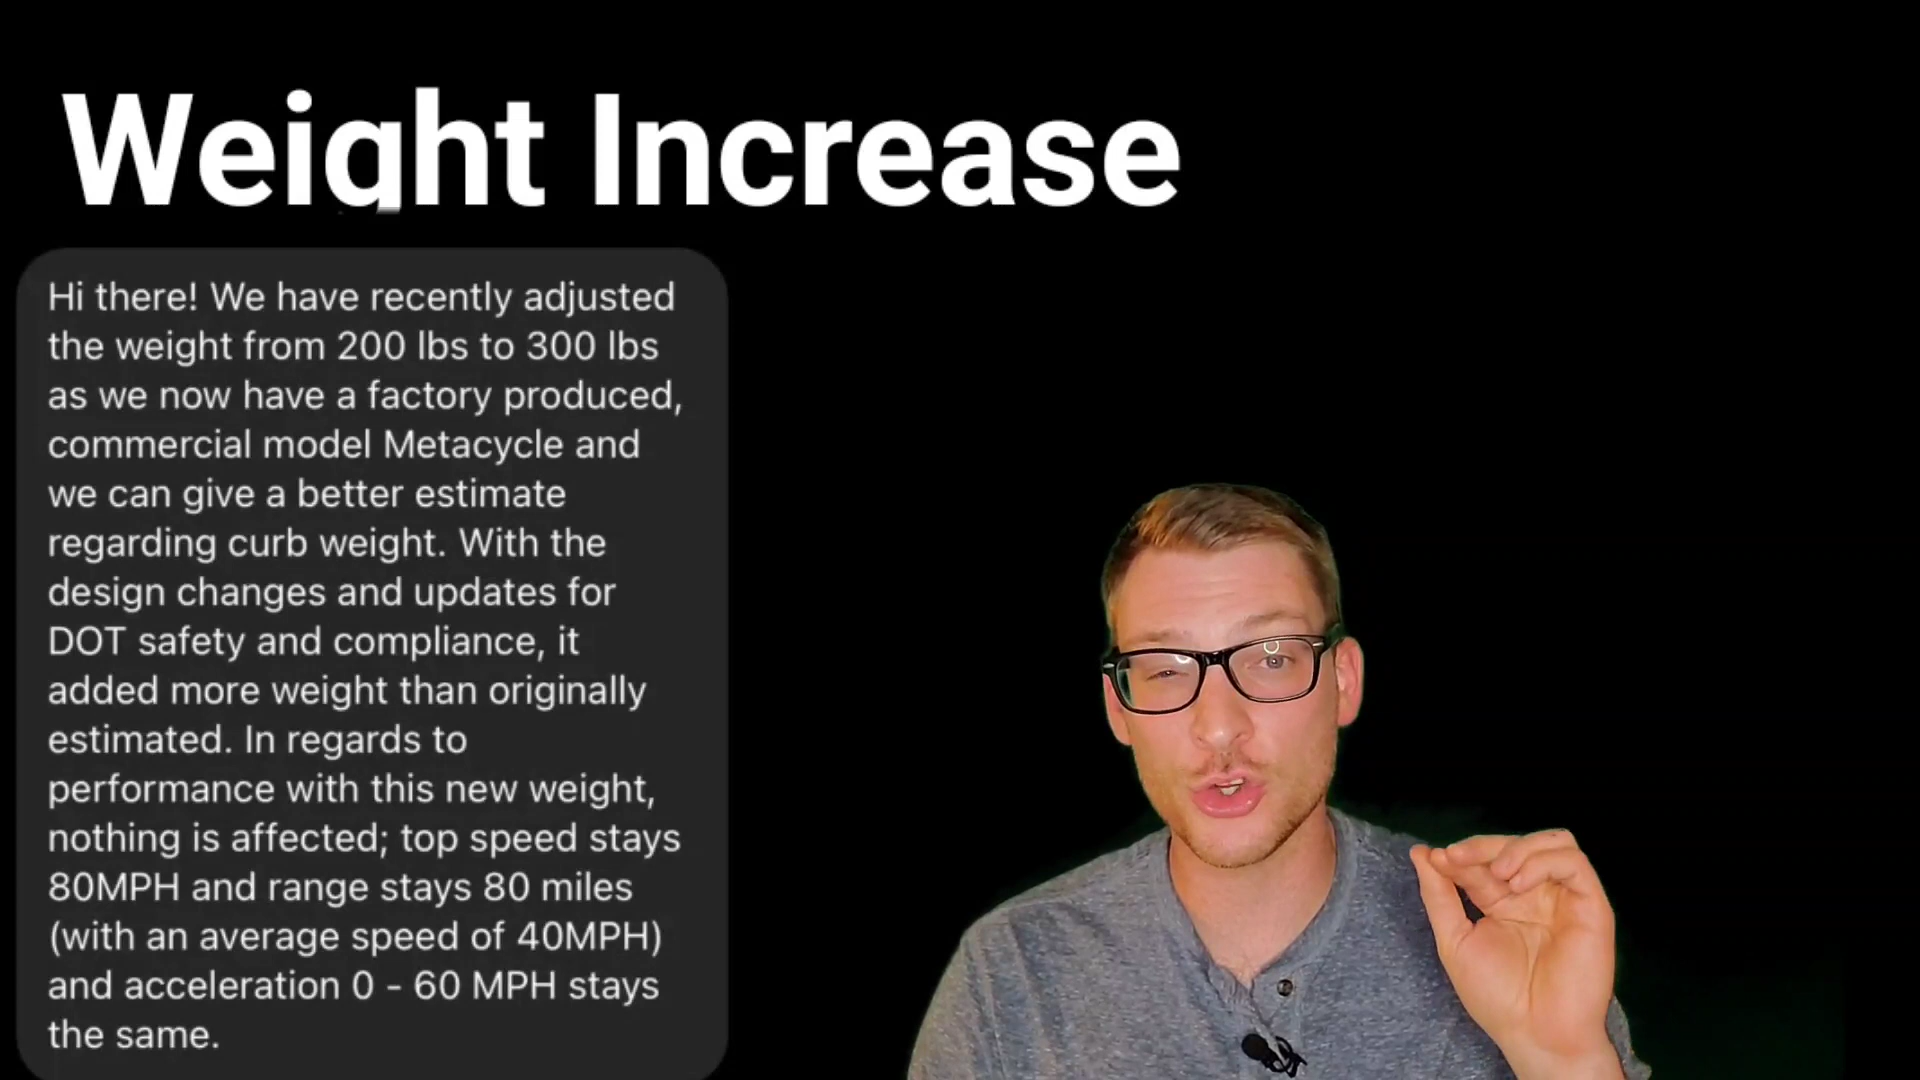 Weight Increase
Hi there! We have recently adjusted
the weight from 200 lbs to 300 lbs
as we now have a factory produced,
commercial model Metacycle and
we can give a better estimate
regarding curb weight. With the
design changes and updates for
DOT safety and compliance, it
added more weight than originally
estimated. In regards to
performance with this new weight,
nothing is affected; top speed stays
80MPH and range stays 80 miles
(with an average speed of 40MPH)
and acceleration 0 - 60 MPH stays
the same.